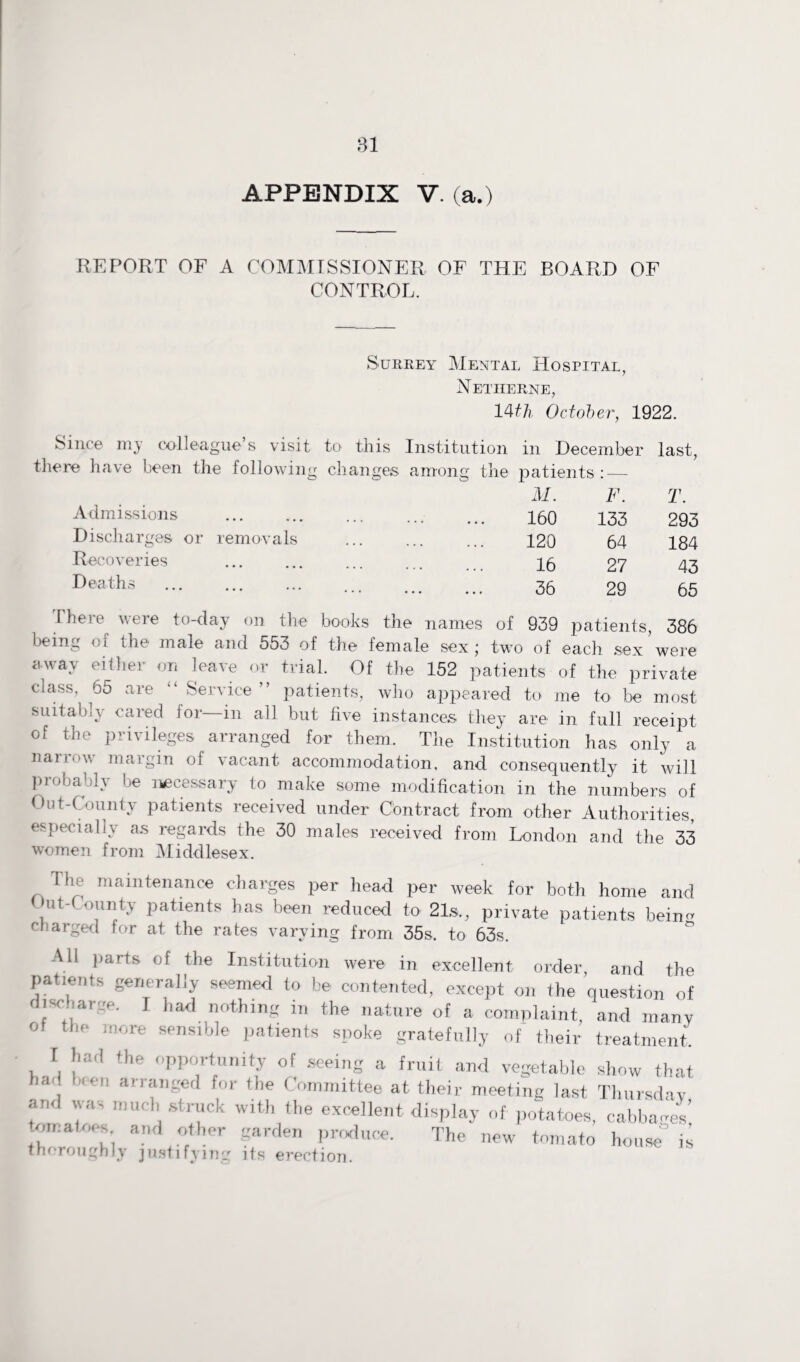 31
APPENDIX V. (a.)
REPORT OF A COMMISSIONER OF THE BOARD OF
CONTROL.
Surrey Mental Hospital,
Netherne,
14th October, 1922.
Since my colleague's visit to this Institution in December last,
there have been the following changes among the patients:—
M. F. T.
Admissions ... ... ... ... ... 160 133 293
Discharges or removals ... ... ... 120 64 184
Recoveries ... ... ... ... ... 16 27 43
Deaths ... ... ... ... ... ... 36 29 65
There were to-day on the books the names of 939 patients, 386
being of the male and 553 of the female sex; two of each sex were
away either on leave or trial. Of the 152 patients of the private
class, 65 are “Service” patients, who appeared to me to be most
suitably cared for—in all but five instances they are in full receipt
of the privileges arranged for them. The Institution has only a
narrow margin of vacant accommodation, and consequently it will
probably be necessary to make some modification in the numbers of
Out-County patients received under Contract from other Authorities,
especially as regards the 30 males received from London and the 33
women from Middlesex.
The maintenance charges per head per week for both home and
Out-County patients has been reduced to 21s., private patients being
charged for at the rates varying from 35s. to 63s.
All parts of the Institution were in excellent order, and the
patients generally seemed to be contented, except on the question of
discharge. I had nothing in the nature of a complaint, and many
of the more sensible patients spoke gratefully of their treatment.
I had the opportunity of seeing a fruit and vegetable show that
had been arranged for the Committee at their meeting last Thursday,
and was much struck with the excellent display of potatoes, cabbages,
tomatoes, and other garden produce. The new tomato house is
thoroughly justifying its erection.